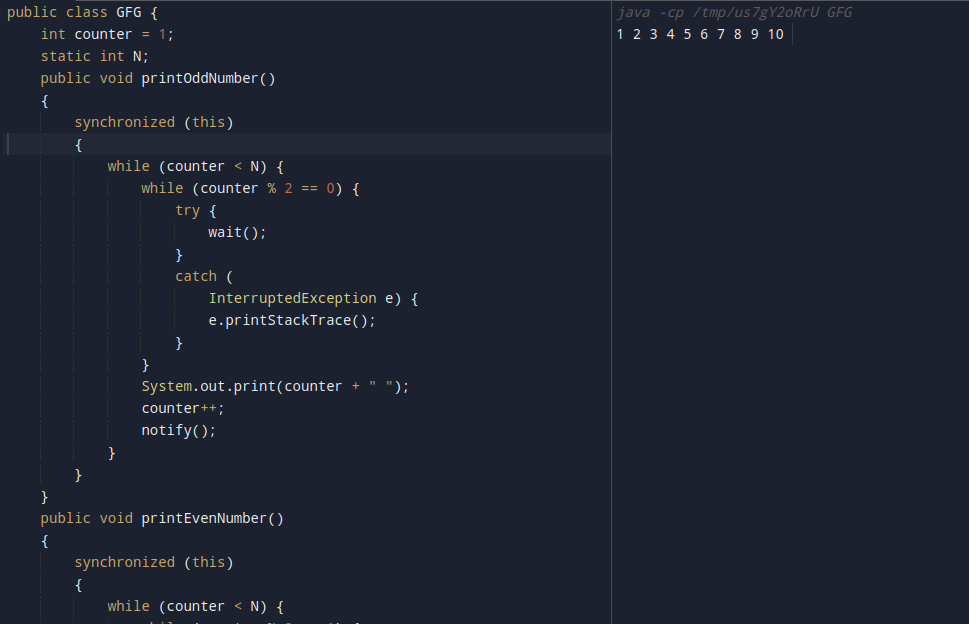 public class GFG {
    int counter = 1;
    static int N;
    public void printOddNumber()
    {
        synchronized (this)
        {
            while (counter < N) {
                while (counter % 2 == 0) {
                    try {
                        wait();
                    }
                    catch (
                        InterruptedException e) {
                        e.printStackTrace();
                    }
                }
                System.out.print(counter + " ");
                counter++;
                notify();
            }
        }
    }
    public void printEvenNumber()
    {
        synchronized (this)
        {
            while (counter < N) {
java -cp /tmp/us7gY2oRrU GFG
1 2 3 4 5 6 7 8 9 10